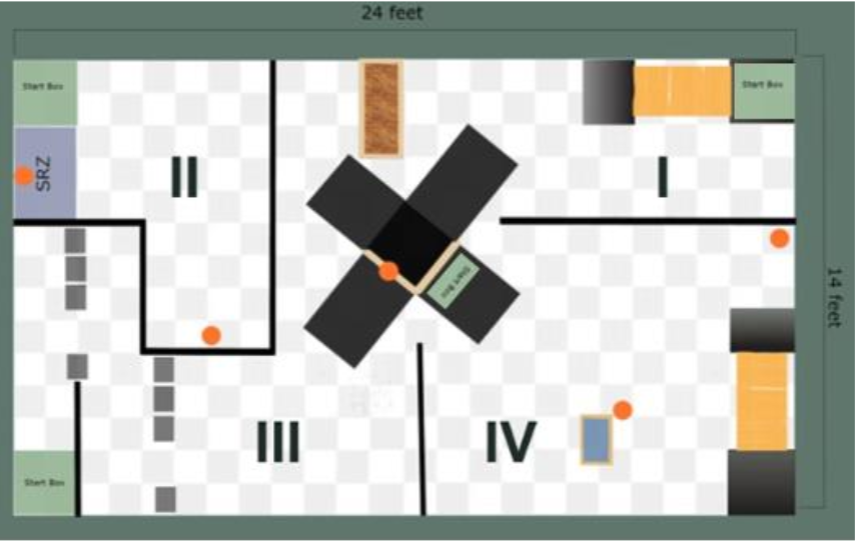 24 feet
Start Box
Start Box
SRZ
II
I
Start Box
14 feet
III
IV
Start Box